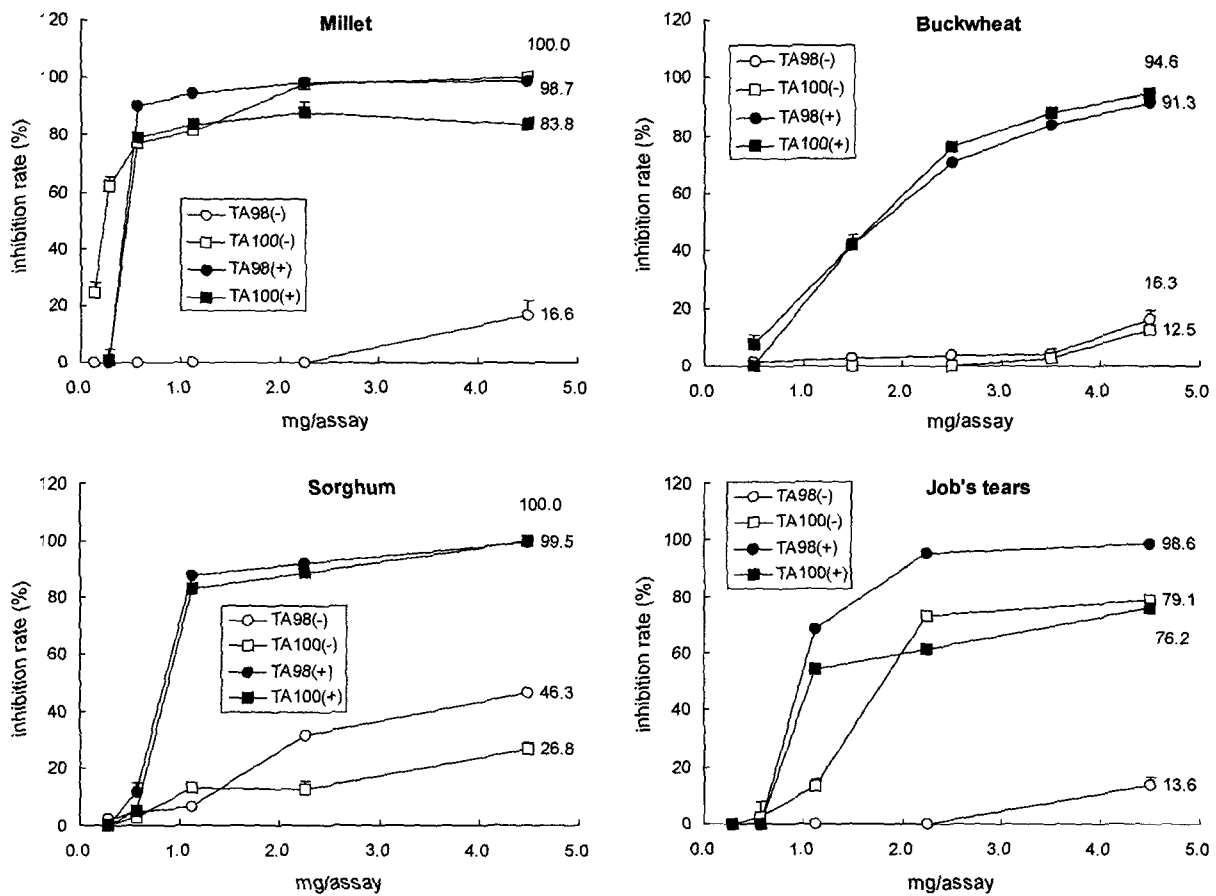 Millet
120
100
80
60
40
20
0
inhibition rate (%)
0.0 1.0 2.0 3.0 4.0 5.0
mg/assay
TA98(-)
TA100(-)
TA98(+)
TA100(+)
100.0
98.7
83.8
16.6
Buckwheat
120
100
80
60
40
20
0
inhibition rate (%)
0.0 1.0 2.0 3.0 4.0 5.0
mg/assay
TA98(-)
TA100(-)
TA98(+)
TA100(+)
94.6
91.3
16.3
12.5
Sorghum
120
100
80
60
40
20
0
inhibition rate (%)
0.0 1.0 2.0 3.0 4.0 5.0
mg/assay
TA98(-)
TA100(-)
TA98(+)
TA100(+)
100.0
99.5
46.3
26.8
Job's tears
120
100
80
60
40
20
0
inhibition rate (%)
0.0 1.0 2.0 3.0 4.0 5.0
mg/assay
TA98(-)
TA100(-)
TA98(+)
TA100(+)
98.6
79.1
76.2
13.6